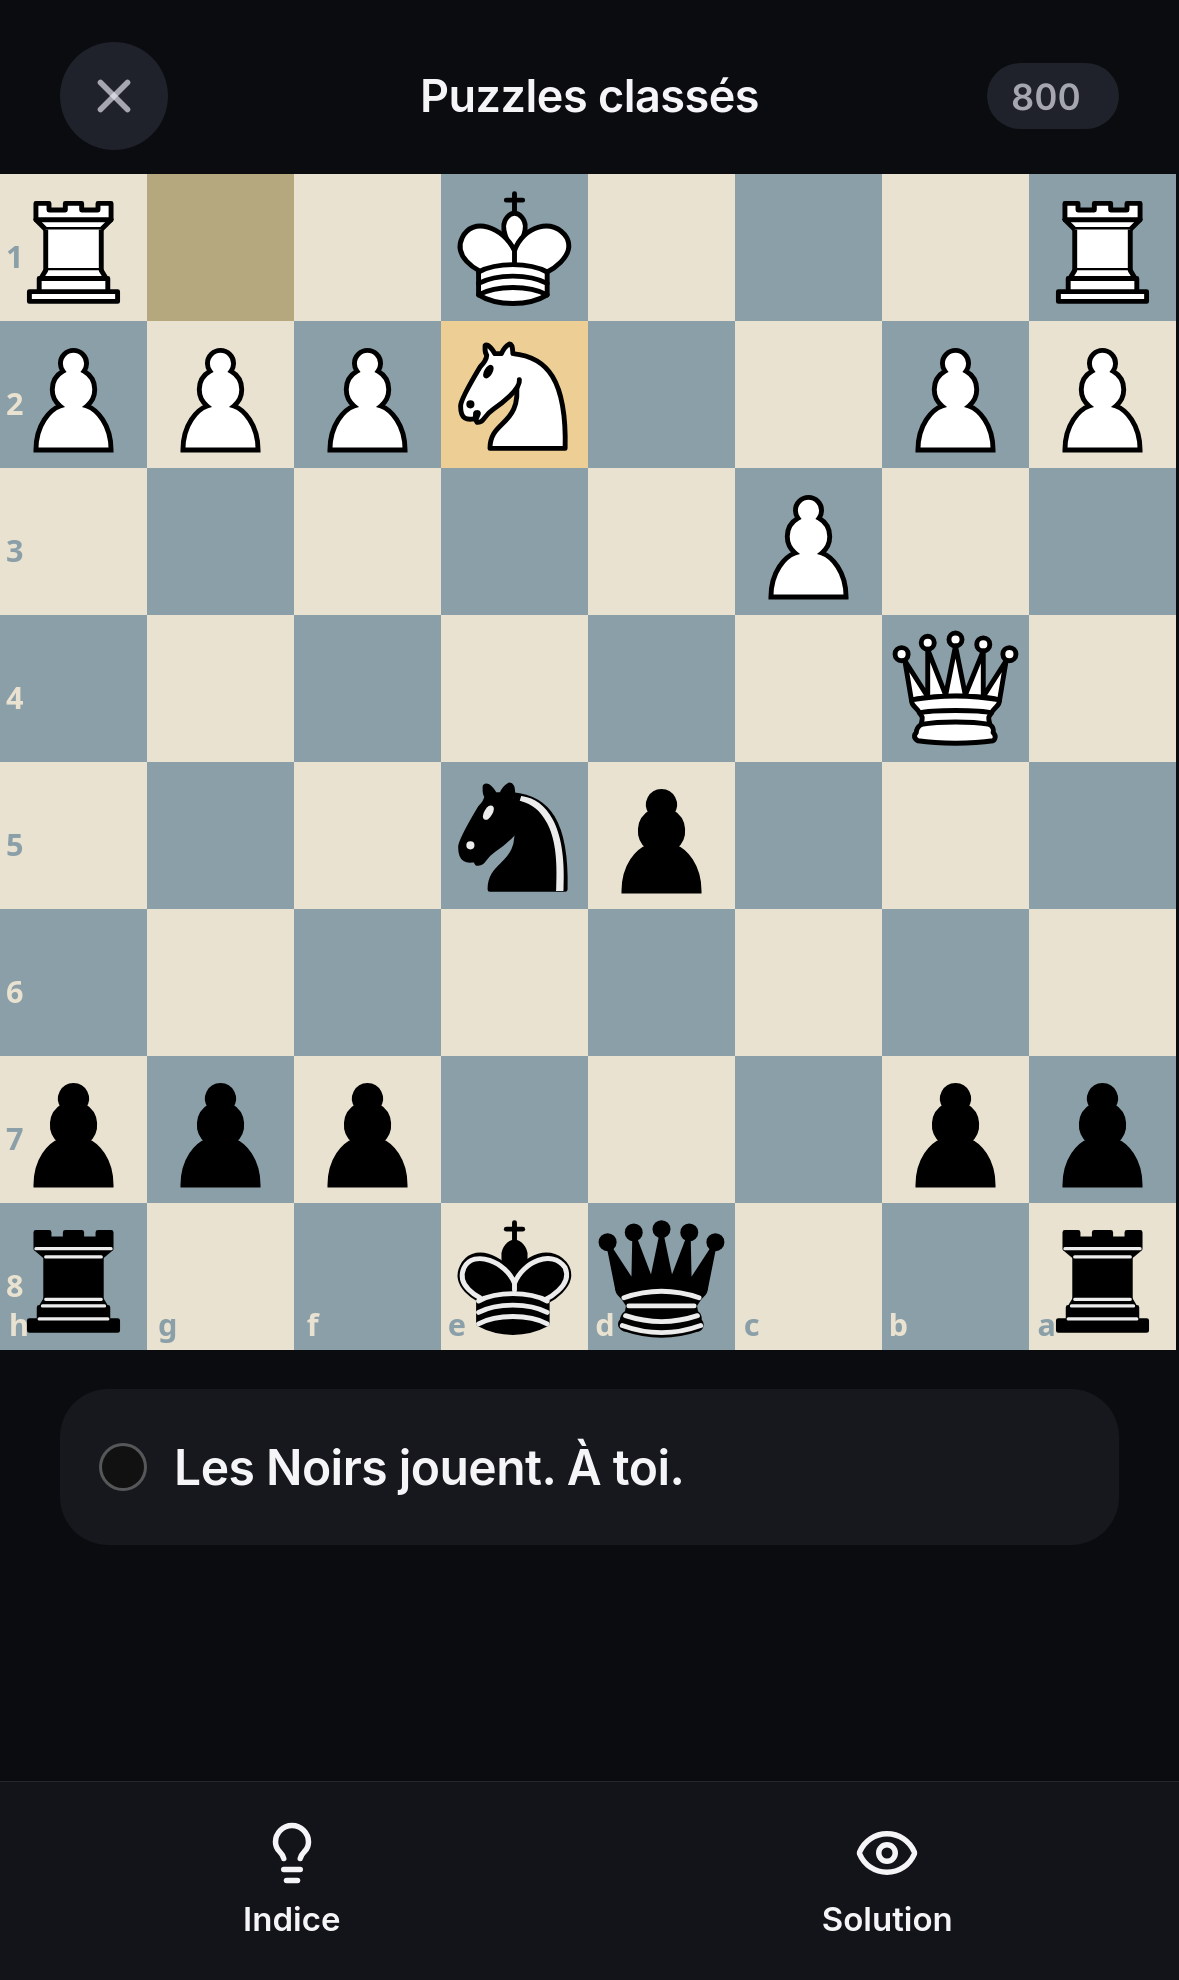 Puzzles classés
800
1
2
3
4
5
6
7
8
h g f e d c b a
Les Noirs jouent. À toi.
Indice
Solution